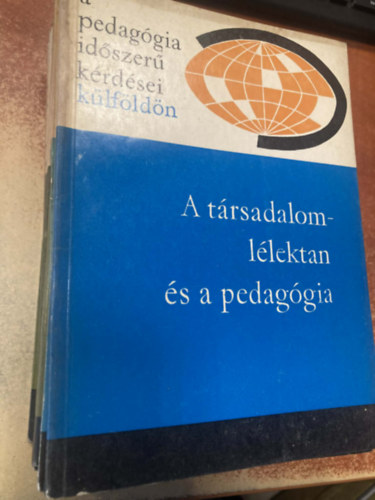 a
pedagógia
időszerű
kérdései
külföldön
A társadalom-
lélektan
és a pedagógia